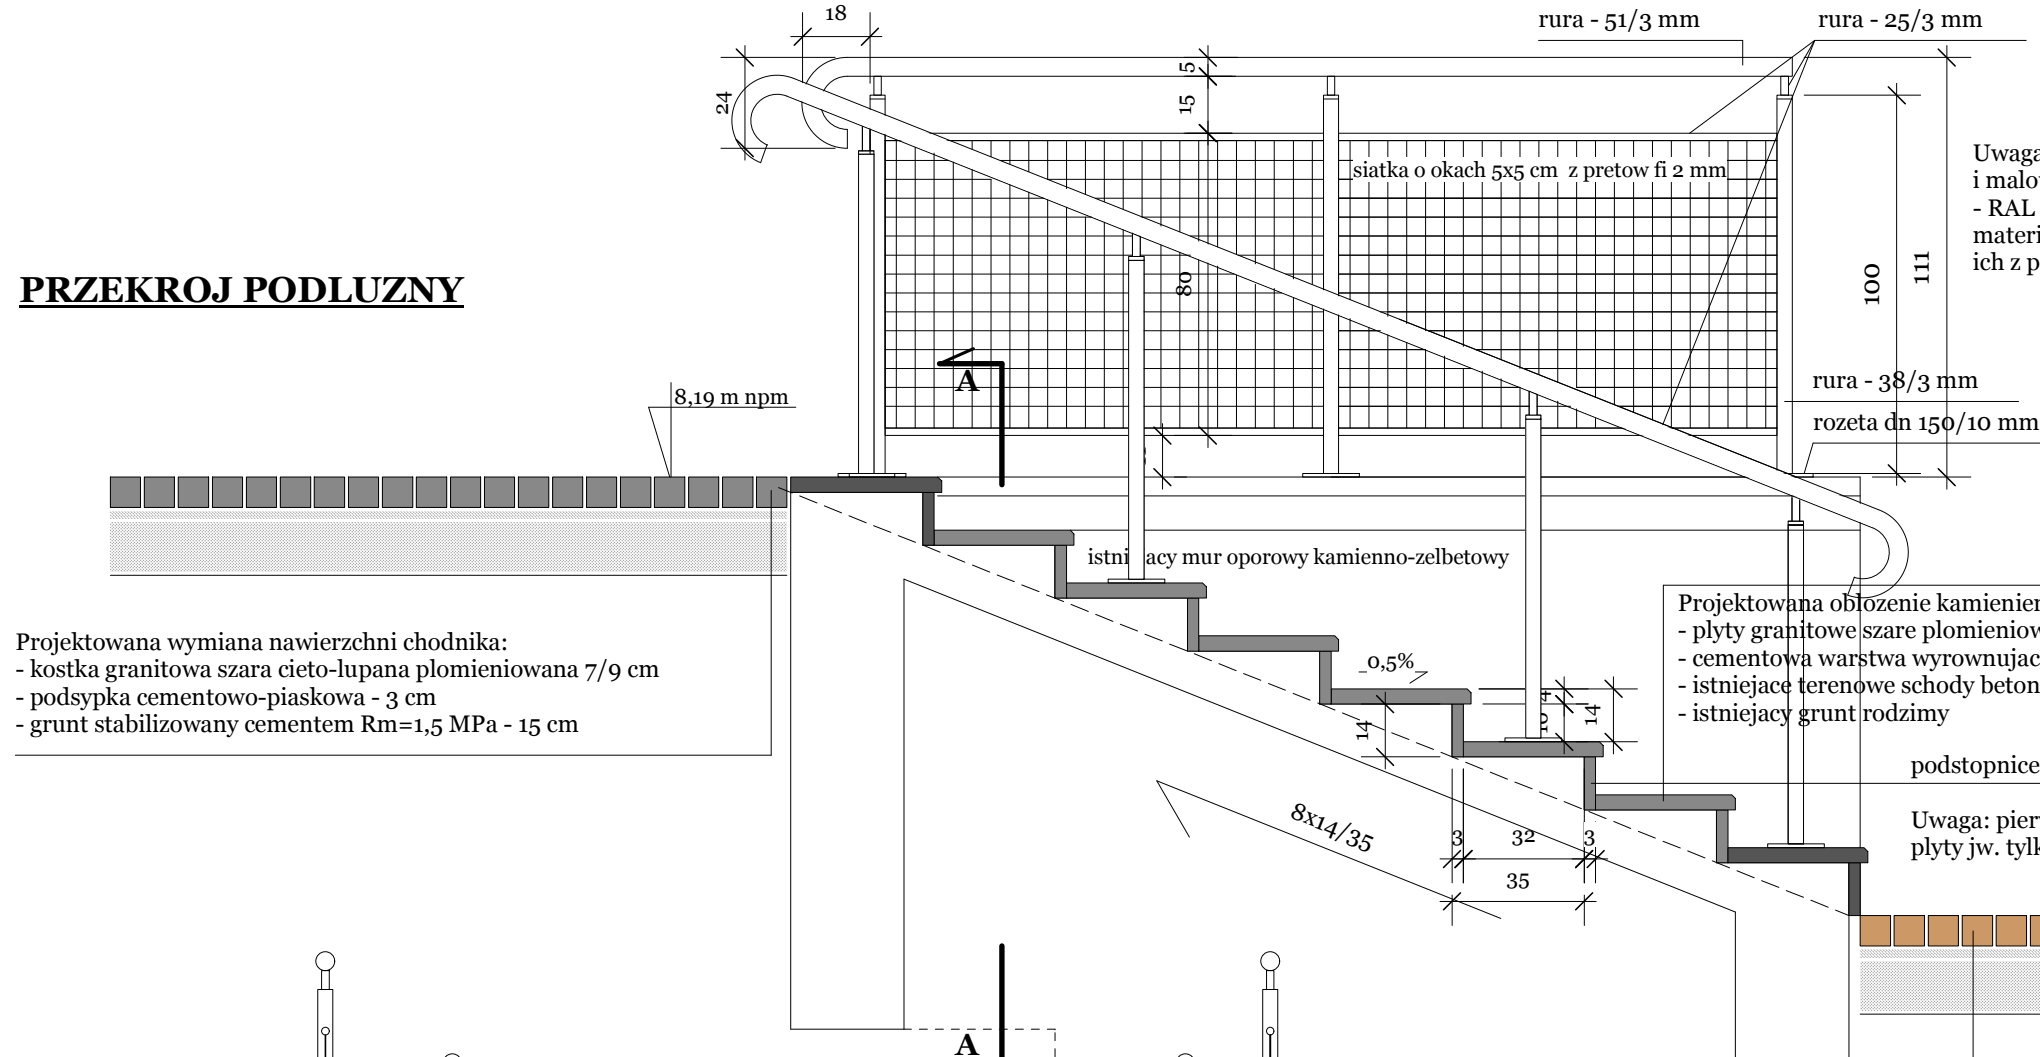 18
rura - 51/3 mm
rura - 25/3 mm
5
24
15
siatka o okach 5x5 cm z pretow fi 2 mm
Uwaga
- RAL
ich z p
PRZEKROJ PODLUZNY
80
100
111
A
8,19 m npm
rura - 38/3 mm
rozeta dn 150/10 mm
istni acy mur oporowy kamienno-zelbetowy
Projektowana wymiana nawierzchni chodnika:
- kostka granitowa szara cieto-lupana plomieniowana 7/9 cm
- podsypka cementowo-piaskowa - 3 cm
- grunt stabilizowany cementem Rm=1,5 MPa - 15 cm
Projektowana oblozenie kamienien
- plyty granitowe szare plomieniow
- cementowa warstwa wyrownujac
- istniejace terenowe schody beton
- istniejacy grunt rodzimy
0,5%
4
14
10
14
podstopnice
8x14/35
3
32
3
35
Uwaga: pier
plyty jw. tylk
A